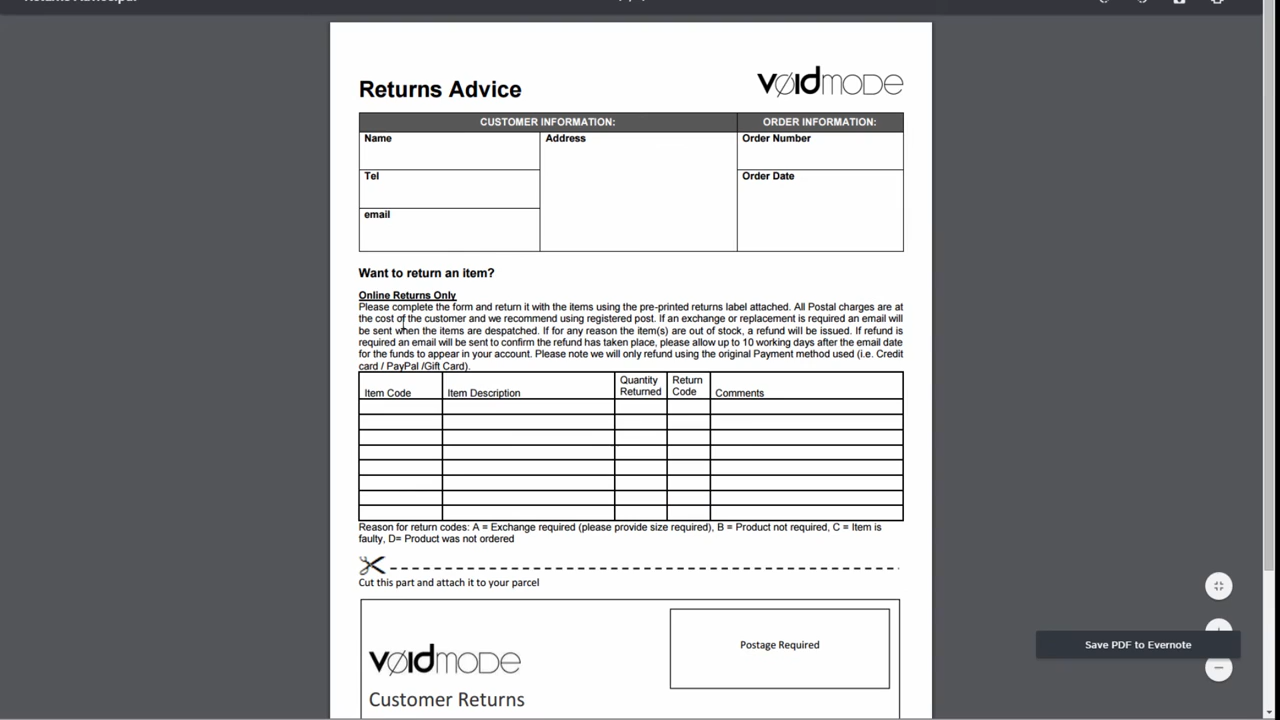 Returns Advice
vøidmode
CUSTOMER INFORMATION:
ORDER INFORMATION:
Name
Address
Order Number
Tel
Order Date
email
Want to return an item?
Online Returns Only
Please complete the form and return it with the items using the pre-printed returns label attached. All Postal charges are at
the cost of the customer and we recommend using registered post. If an exchange or replacement is required an email will
be sent when the items are despatched. If for any reason the item(s) are out of stock, a refund will be issued. If refund is
required an email will be sent to confirm the refund has taken place, please allow up to 10 working days after the email date
for the funds to appear in your account. Please note we will only refund using the original Payment method used (i.e. Credit
card / PayPal /Gift Card).
Item Code
Item Description
Quantity
Returned
Return
Code
Comments
Reason for return codes: A = Exchange required (please provide size required), B = Product not required, C = Item is
faulty, D= Product was not ordered
Cut this part and attach it to your parcel
vøidmode
Postage Required
Customer Returns
Save PDF to Evernote